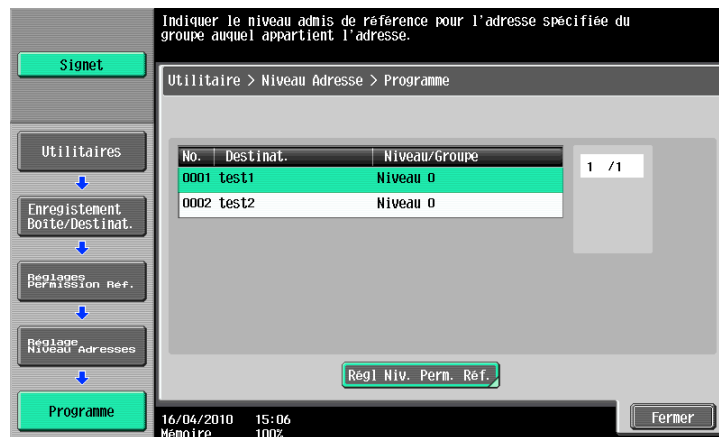 Indiquer le niveau admis de référence pour l'adresse spécifiée du
groupe auquel appartient l'adresse.
Signet
Utilitaire > Niveau Adresse > Programme
Utilitaires
Enregistement
Boîte/Destinat.
Réglages
Permission Réf.
Réglage
Niveau Adresses
Programme
No. Destinat. Niveau/Groupe
0001 test1 Niveau 0
0002 test2 Niveau 0
1 /1
Régl Niv. Perm. Réf.
Fermer
16/04/2010 15:06
Mémoire 100%